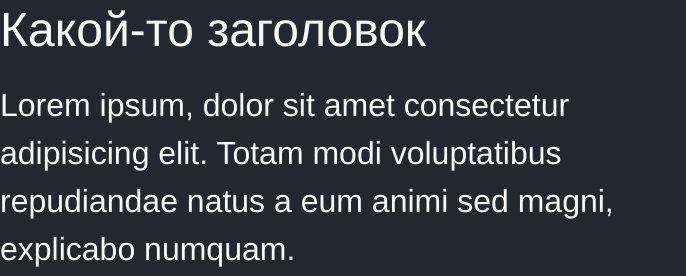 Какой-то заголовок
Lorem ipsum, dolor sit amet consectetur
adipisicing elit. Totam modi voluptatibus
repudiandae natus a eum animi sed magni,
explicabo numquam.